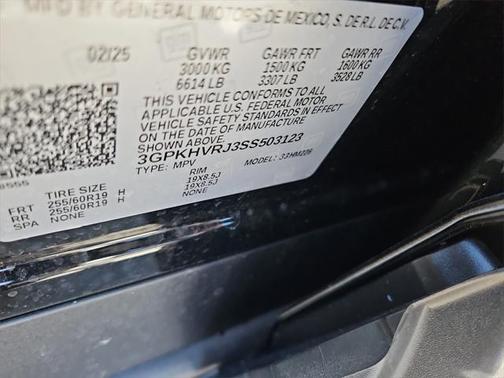 MFD BY GENERAL MOTORS DE MEXICO, S. DE R.L. DE C.V.
02/25 GVWR GAWR FRT GAWR RR
3000 KG 1500 KG 1600 KG
6614 LB 3307 LB 3528 LB
THIS VEHICLE CONFORMS TO ALL
APPLICABLE U.S. FEDERAL MOTOR
VEHICLE SAFETY STANDARDS
IN EFFECT ON THE
DATE OF MANUFACTURE
3GPKHVRJ3SS503123
TYPE: MPV MODEL:
TIRE SIZE RIM
FRT 255/60R19 H 19X8.5J
RR 255/60R19 H 19X8.5J
SPA NONE NONE